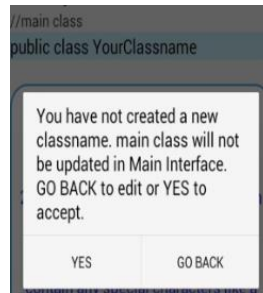 //main class
public class YourClassname
You have not created a new
classname. main class will not
be updated in Main Interface.
GO BACK to edit or YES to
accept.
YES
GO BACK